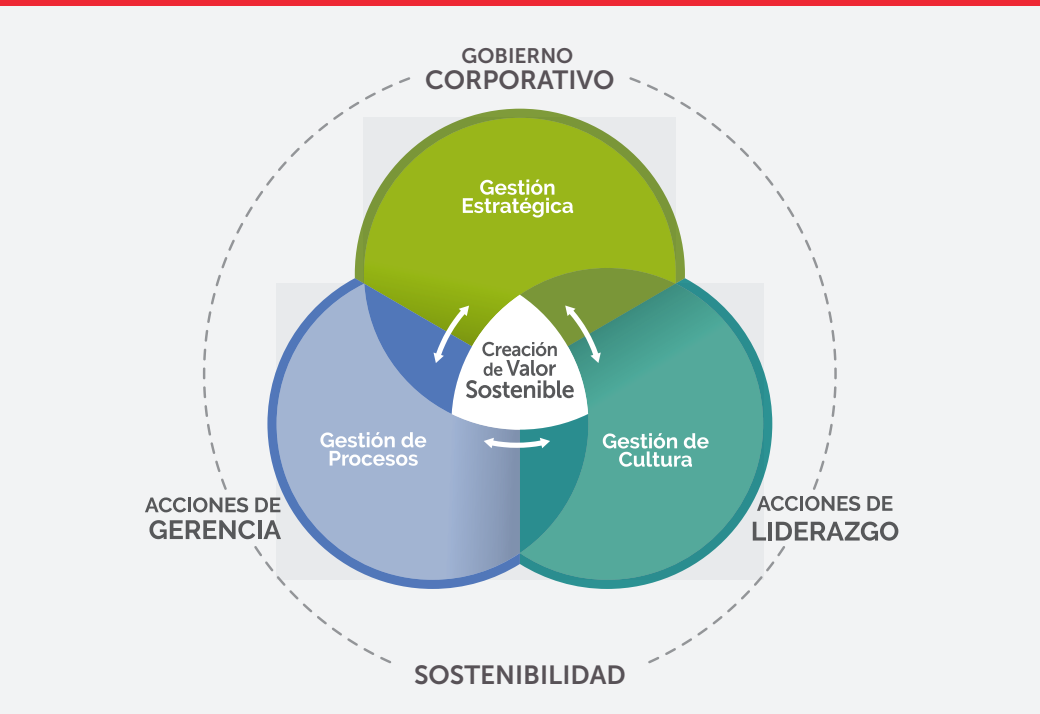 GOBIERNO
CORPORATIVO
Gestión
Estratégica
Creación
de Valor
Sostenible
Gestión de
Procesos
Gestión de
Cultura
ACCIONES DE
GERENCIA
ACCIONES DE
LIDERAZGO
SOSTENIBILIDAD